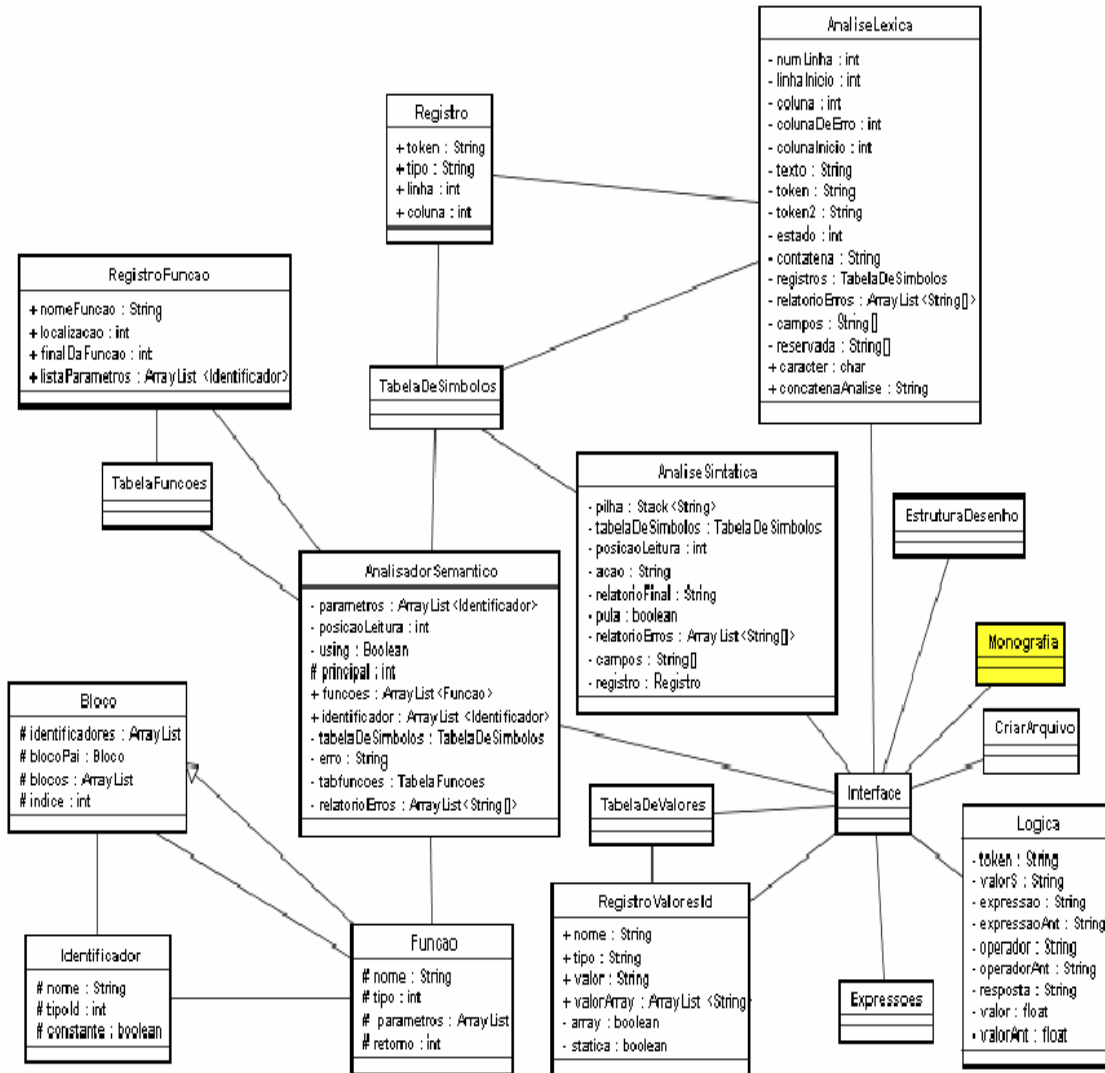 AnaliseLexica
- numLinha : int
- linhaInicio : int
- coluna : int
- colunaDeErro : int
- colunaInicio : int
- texto : String
- token : String
- token2 : String
- estado : int
- contatena : String
- registros : TabelaDeSimbolos
- relatorioErros : ArrayList <String[]>
- campos : String[]
- reservada : String[]
+ caracter : char
+ concatenaAnalise : String
Registro
+ token : String
+ tipo : String
+ linha : int
+ coluna : int
RegistroFuncao
+ nomeFuncao : String
+ localizacao : int
+ finalDaFuncao : int
+ listaParametros : ArrayList <Identificador>
TabelaDeSimbolos
TabelaFuncoes
AnaliseSintatica
- pilha : Stack <String>
- tabelaDeSimbolos : TabelaDeSimbolos
- posicaoLeitura : int
- acao : String
- relatorioFinal : String
- pula : boolean
- relatorioErros : ArrayList <String[]>
- campos : String[]
- registro : Registro
EstruturaDesenho
AnalisadorSemantico
- parametros : ArrayList <Identificador>
- posicaoLeitura : int
- using : Boolean
# principal : int
+ funcoes : ArrayList <Funcao>
+ identificador : ArrayList <Identificador>
- tabelaDeSimbolos : TabelaDeSimbolos
- erro : String
- tabfuncoes : TabelaFuncoes
- relatorioErros : ArrayList <String[]>
Monografia
Bloco
# identificadores : ArrayList
# blocoPai : Bloco
# blocos : ArrayList
# indice : int
CriarArquivo
Interface
TabelaDeValores
Logica
- token : String
- valorS : String
- expressao : String
- expressaoAnt : String
- operador : String
- operadorAnt : String
- resposta : String
- valor : float
- valorAnt : float
RegistroValoresId
+ nome : String
+ tipo : String
+ valor : String
+ valorArray : ArrayList <String
- array : boolean
- statica : boolean
Identificador
# nome : String
# tipoId : int
# constante : boolean
Funcao
# nome : String
# tipo : int
# parametros : ArrayList
# retorno : int
Expressoes